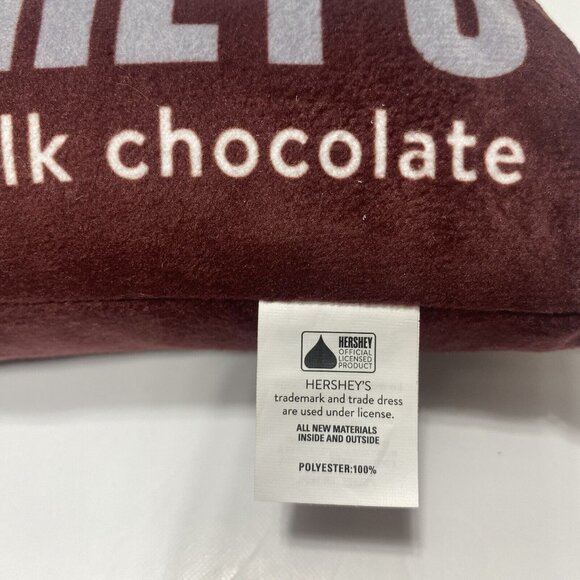 lk chocolate
HERSHEY
OFFICIAL
LICENSED
PRODUCT
HERSHEY'S
trademark and trade dress
are used under license.
ALL NEW MATERIALS
INSIDE AND OUTSIDE
POLYESTER:100%